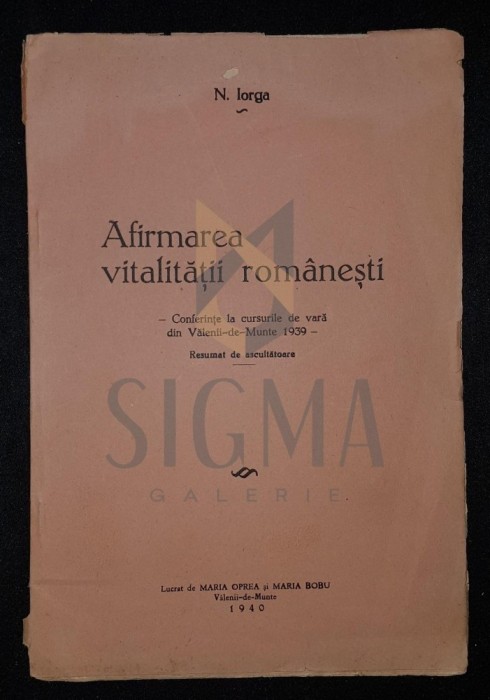 N. Iorga
Afirmarea
vitalității românești
– Conferințe la cursurile de vară
din Vălenii-de-Munte 1939 –
Resumat de ascultătoare
SIGMA
GALERIE
Lucrat de MARIA OPREA și MARIA BOBU
Vălenii-de-Munte
1940